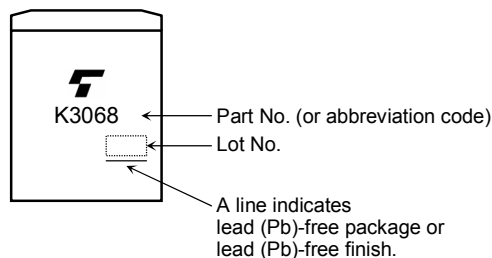 K3068
Part No. (or abbreviation code)
Lot No.
A line indicates
lead (Pb)-free package or
lead (Pb)-free finish.